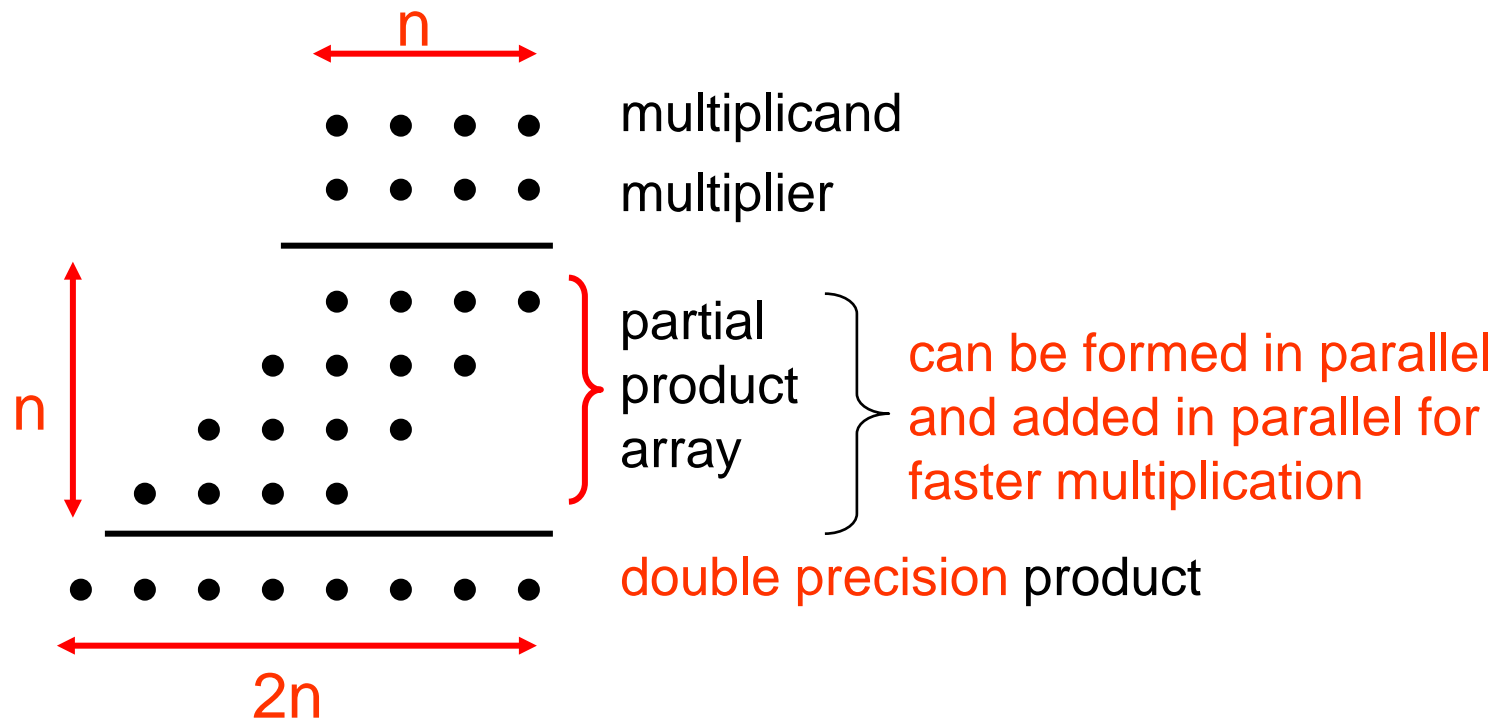 n
multiplicand
multiplier
n
partial
product
array
can be formed in parallel
and added in parallel for
faster multiplication
double precision product
2n